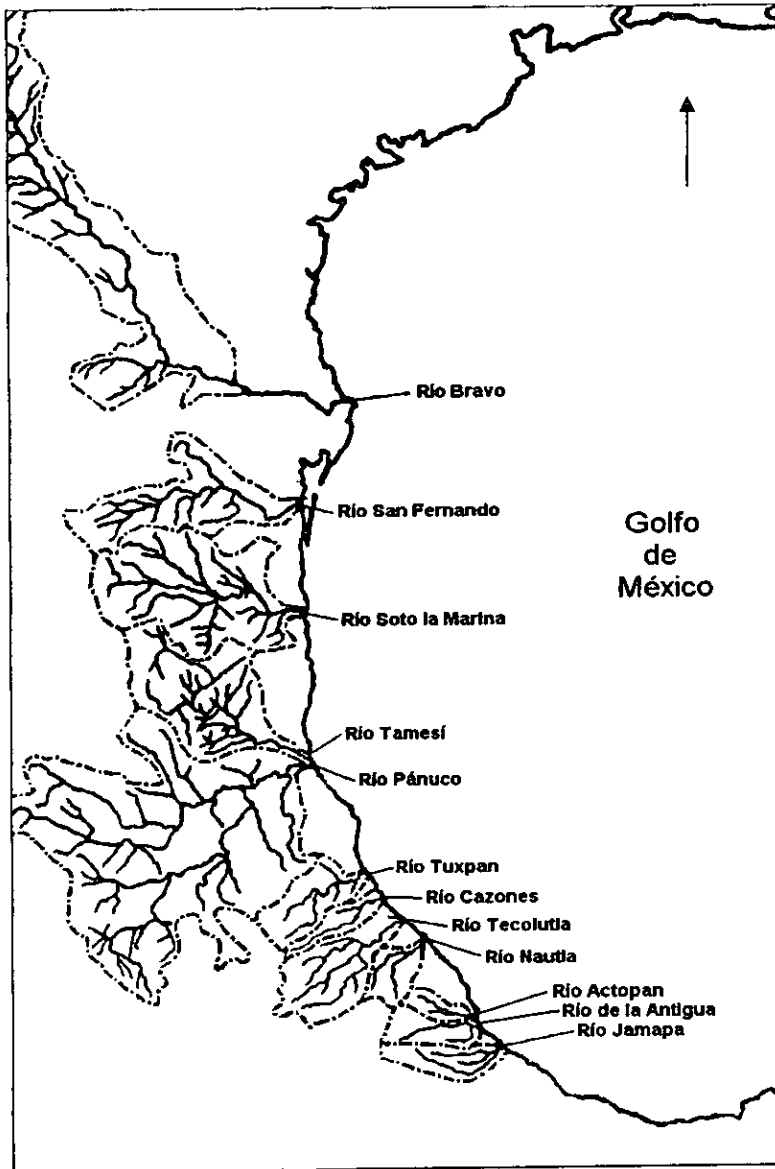 Río Bravo
Río San Fernando
Golfo
de
México
Río Soto la Marina
Río Tamesí
Río Pánuco
Río Tuxpan
Río Cazones
Río Tecolutla
Río Nautla
Río Actopan
Río de la Antigua
Río Jamapa